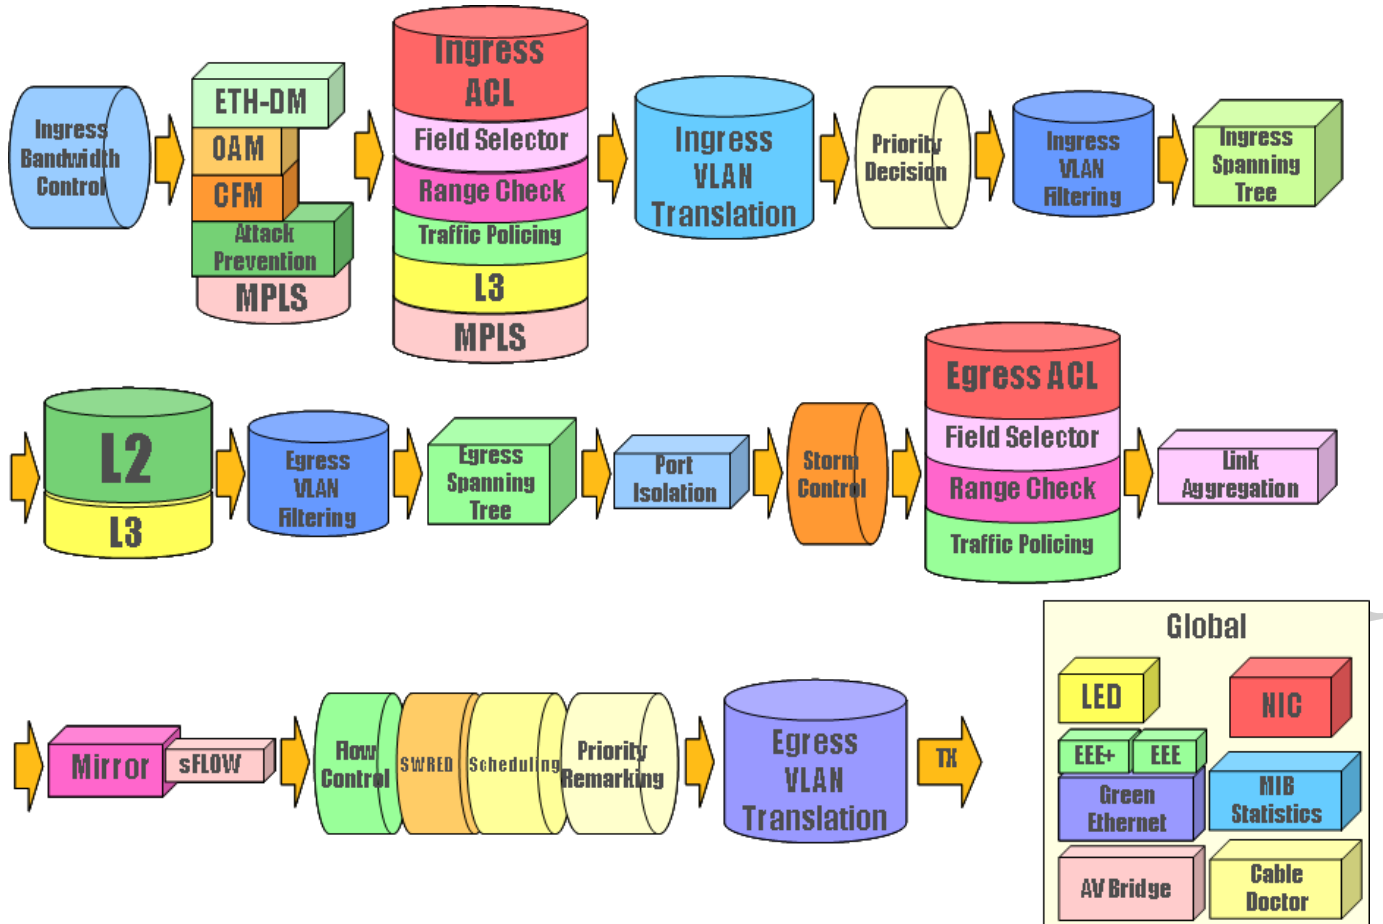 Ingress
Bandwidth
Control
ETH-DM
OAM
CFM
Attack
Prevention
MPLS
Ingress
ACL
Field Selector
Range Check
Traffic Policing
L3
MPLS
Ingress
VLAN
Translation
Priority
Decision
Ingress
VLAN
Filtering
Ingress
Spanning
Tree
L2
L3
Egress
VLAN
Filtering
Egress
Spanning
Tree
Port
Isolation
Storm
Control
Egress ACL
Field Selector
Range Check
Traffic Policing
Link
Aggregation
Mirror
sFLOW
Flow
Control
SWRED
Scheduling
Priority
Remarking
Egress
VLAN
Translation
TX
Global
LED
NIC
EEE+
EEE
Green
Ethernet
MIB
Statistics
AV Bridge
Cable
Doctor